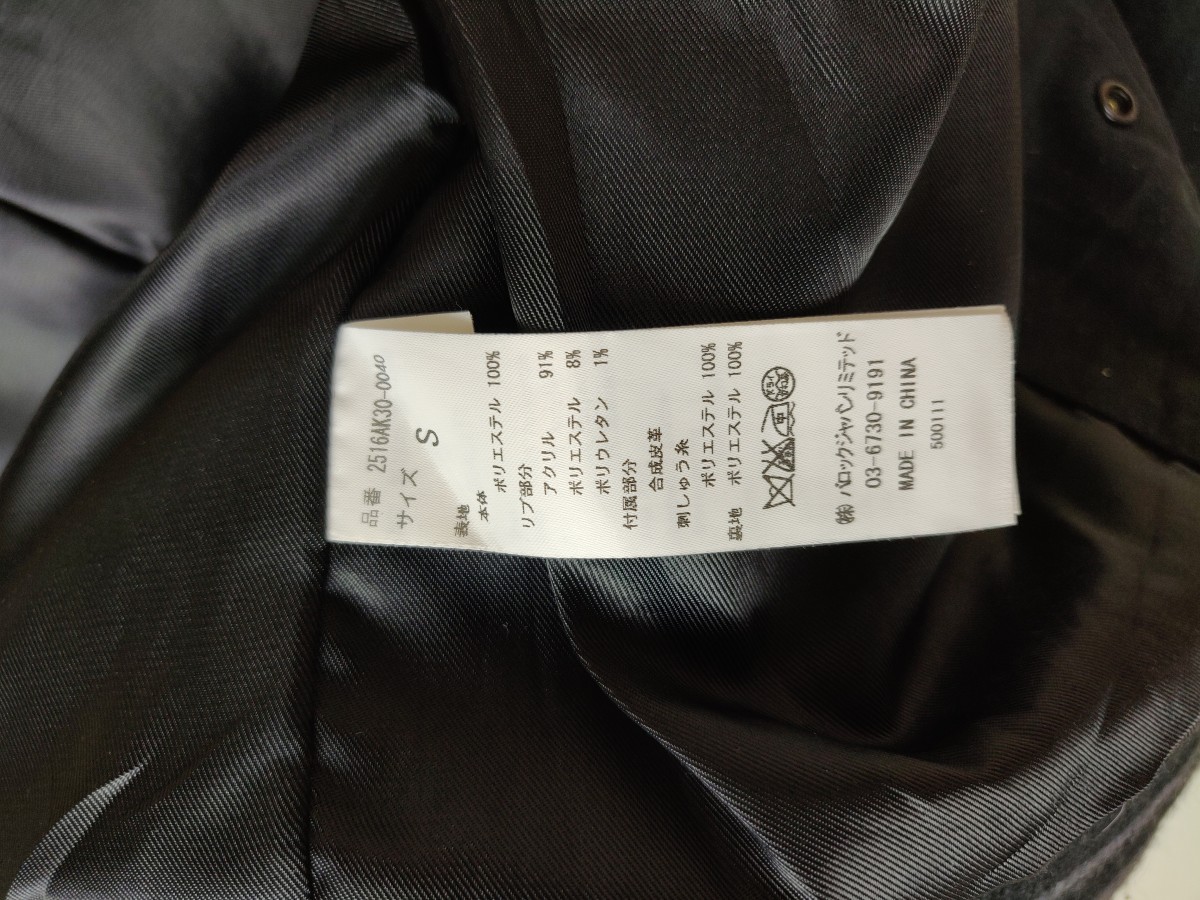 品番 2516AK30-0040
サイズ S
表地
本体
ポリエステル 100%
リブ部分
アクリル 91%
ポリエステル 8%
ポリウレタン 1%
付属部分
合成皮革
刺しゅう糸
ポリエステル 100%
裏地 ポリエステル 100%
㈱バロックジャパンリミテッド
03-6730-9191
MADE IN CHINA
500111